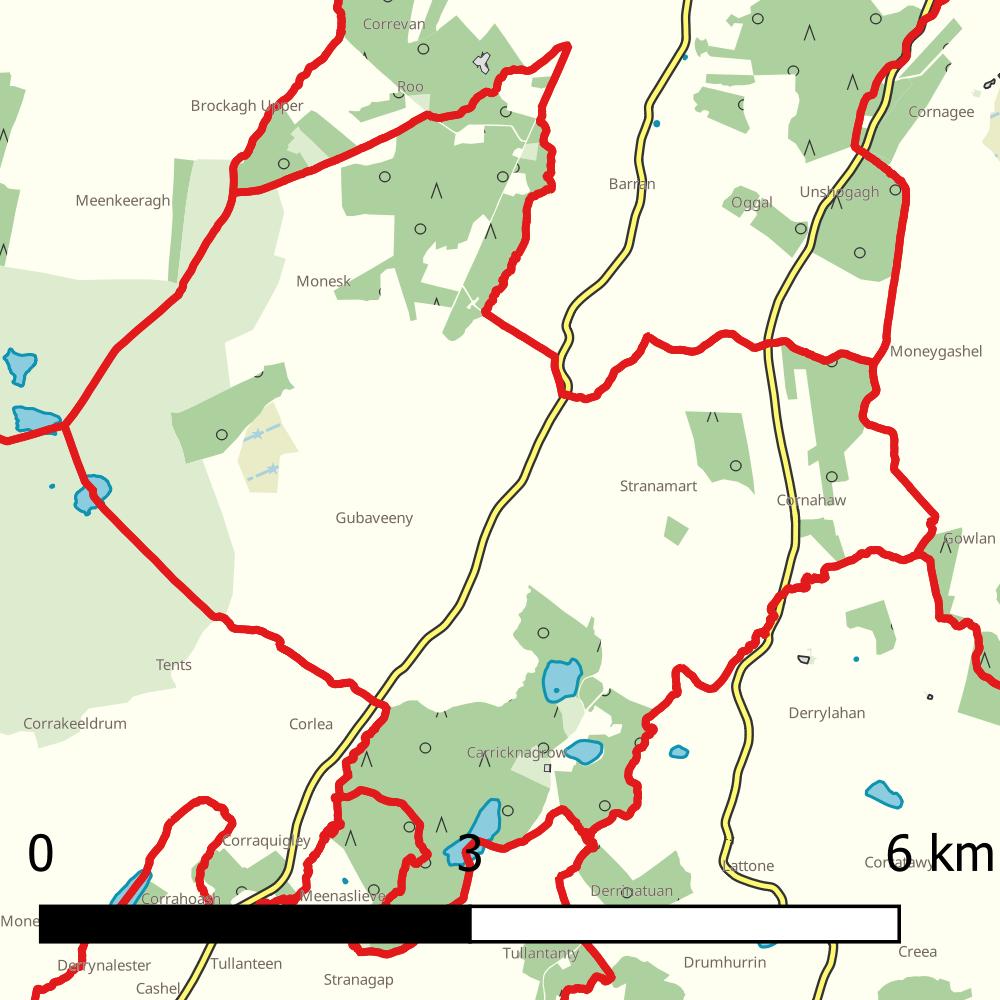 Correvan
Roo
Brockagh Upper
Cornagee
Barran
Unshogagh
Meenkeeragh
Oggal
Monesk
Moneygashel
Stranamart
Cornahaw
Gubaveeny
Gowlan
Tents
Derrylahan
Corrakeeldrum
Corlea
Carricknagrow
Corraquigley
0
3
6 km
Lattone
Derrinatuan
Corrahoash
Meenaslieve
Mone
Creea
Tullantanty
Derrynalester
Tullanteen
Drumhurrin
Stranagap
Cashel